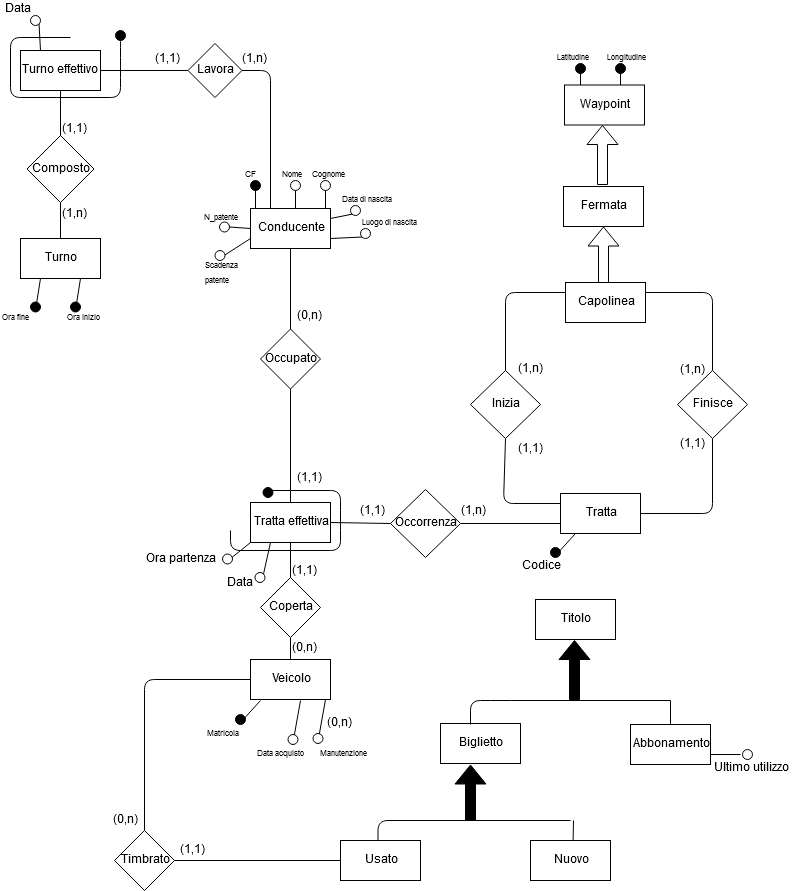 Data
Turno effettivo
(1,1)
Lavora
(1,n)
(1,1)
Composto
(1,n)
Turno
Ora fine
Ora inizio
CF
Nome
Cognome
Data di nascita
Luogo di nascita
N_patente
Scadenza
patente
Conducente
(0,n)
Occupato
(1,1)
Tratta effettiva
Ora partenza
Data
(1,1)
Occorrenza
(1,n)
Tratta
Codice
Latitudine
Longitudine
Waypoint
Fermata
Capolinea
(1,n)
Inizia
(1,1)
(1,n)
Finisce
(1,1)
(1,1)
Coperta
(0,n)
Veicolo
Matricola
Data acquisto
(0,n)
Manutenzione
(0,n)
Timbrato
(1,1)
Titolo
Biglietto
Abbonamento
Ultimo utilizzo
Usato
Nuovo